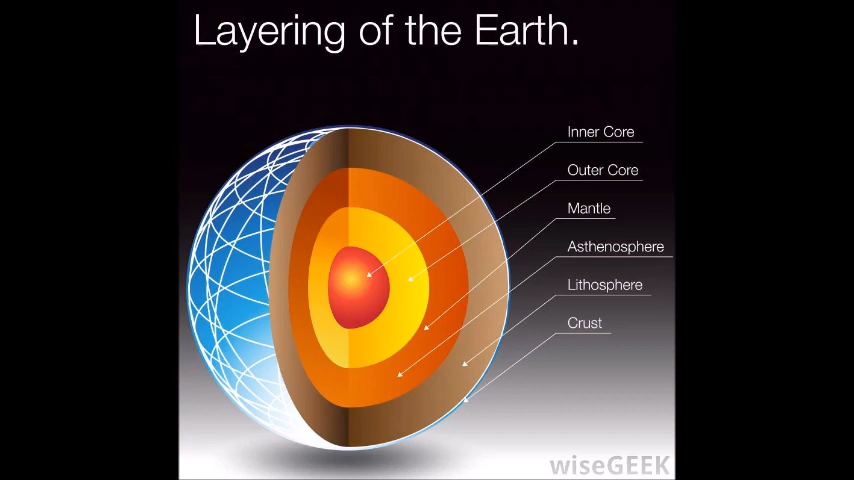 Layering of the Earth.
Inner Core
Outer Core
Mantle
Asthenosphere
Lithosphere
Crust
wiseGEEK